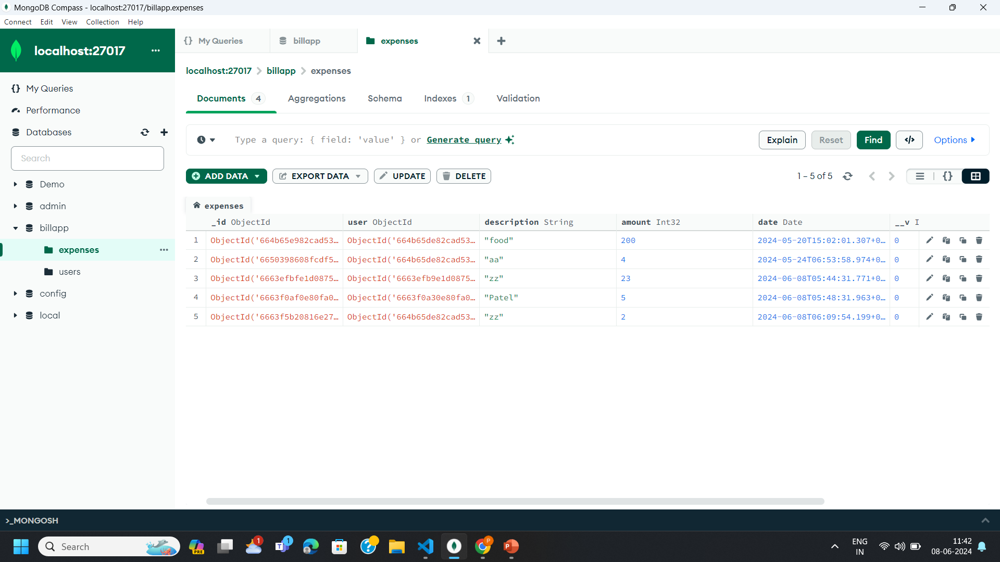 MongoDB Compass - localhost:27017/billapp.expenses
Connect Edit View Collection Help
localhost:27017
My Queries
Performance
Databases
Search
Demo
admin
billapp
expenses
users
config
local
{} My Queries billapp expenses
localhost:27017 > billapp > expenses
Documents 4 Aggregations Schema Indexes 1 Validation
Type a query: { field: 'value' } or Generate query
Explain Reset Find </> Options
ADD DATA EXPORT DATA UPDATE DELETE
1 – 5 of 5 {}
expenses
_id ObjectId user ObjectId description String amount Int32 date Date __v I
1 ObjectId('664b65e982cad53... ObjectId('664b65de82cad53... "food" 200 2024-05-20T15:02:01.307+0... 0
2 ObjectId('6650398608fcdf5... ObjectId('664b65de82cad53... "aa" 4 2024-05-24T06:53:58.974+0... 0
3 ObjectId('6663efbfe1d0875... ObjectId('6663efb9e1d0875... "zz" 23 2024-06-08T05:44:31.771+0... 0
4 ObjectId('6663f0af0e80fa0... ObjectId('6663f0a30e80fa0... "Patel" 5 2024-06-08T05:48:31.963+0... 0
5 ObjectId('6663f5b20816e27... ObjectId('664b65de82cad53... "zz" 2 2024-06-08T06:09:54.199+0... 0
>_MONGOSH
Search
PRE
1
1
P
P
ENG
IN
11:42
08-06-2024